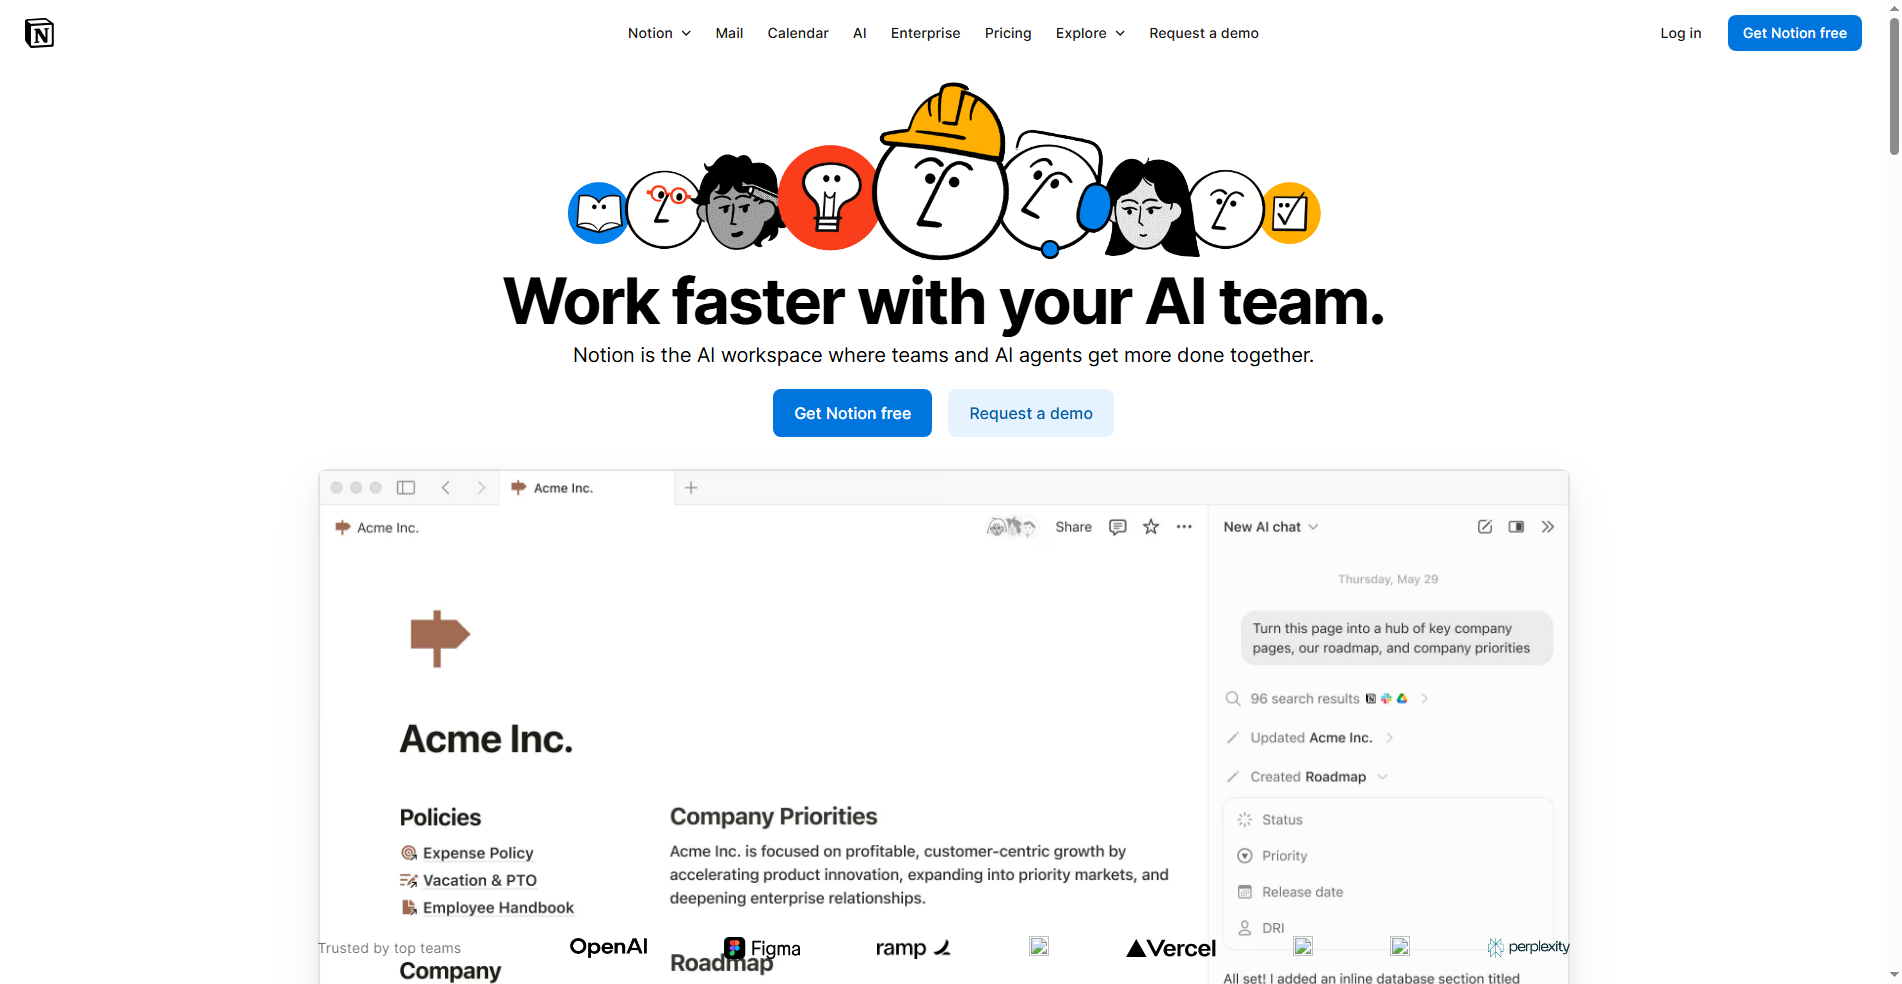 Notion
Mail
Calendar
AI
Enterprise
Pricing
Explore
Request a demo
Log in
Get Notion free
Work faster with your AI team.
Notion is the AI workspace where teams and AI agents get more done together.
Get Notion free
Request a demo
Acme Inc.
Acme Inc.
Share
New AI chat
Thursday, May 29
Turn this page into a hub of key company
pages, our roadmap, and company priorities
96 search results
Updated Acme Inc.
Created Roadmap
Status
Priority
Release date
DRI
All set! I added an inline database section titled
Acme Inc.
Policies
Expense Policy
Vacation & PTO
Employee Handbook
Company
Company Priorities
Acme Inc. is focused on profitable, customer-centric growth by
accelerating product innovation, expanding into priority markets, and
deepening enterprise relationships.
Roadmap
Trusted by top teams
OpenAI
Figma
ramp
Vercel
perplexity